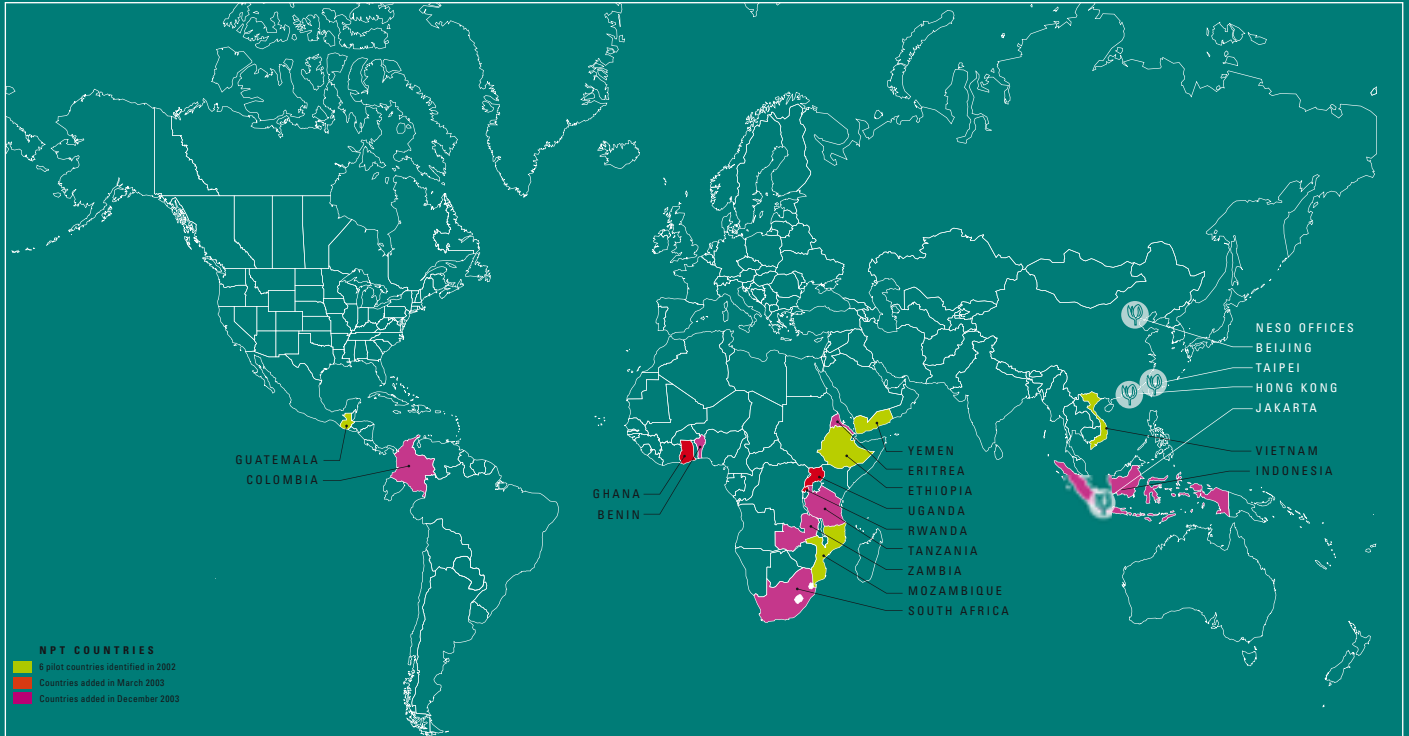 NESO OFFICES
BEIJING
TAIPEI
HONG KONG
JAKARTA
VIETNAM
INDONESIA
GUATEMALA
COLOMBIA
GHANA
BENIN
YEMEN
ERITREA
ETHIOPIA
UGANDA
RWANDA
TANZANIA
ZAMBIA
MOZAMBIQUE
SOUTH AFRICA
NPT COUNTRIES
6 pilot countries identified in 2002
Countries added in March 2003
Countries added in December 2003